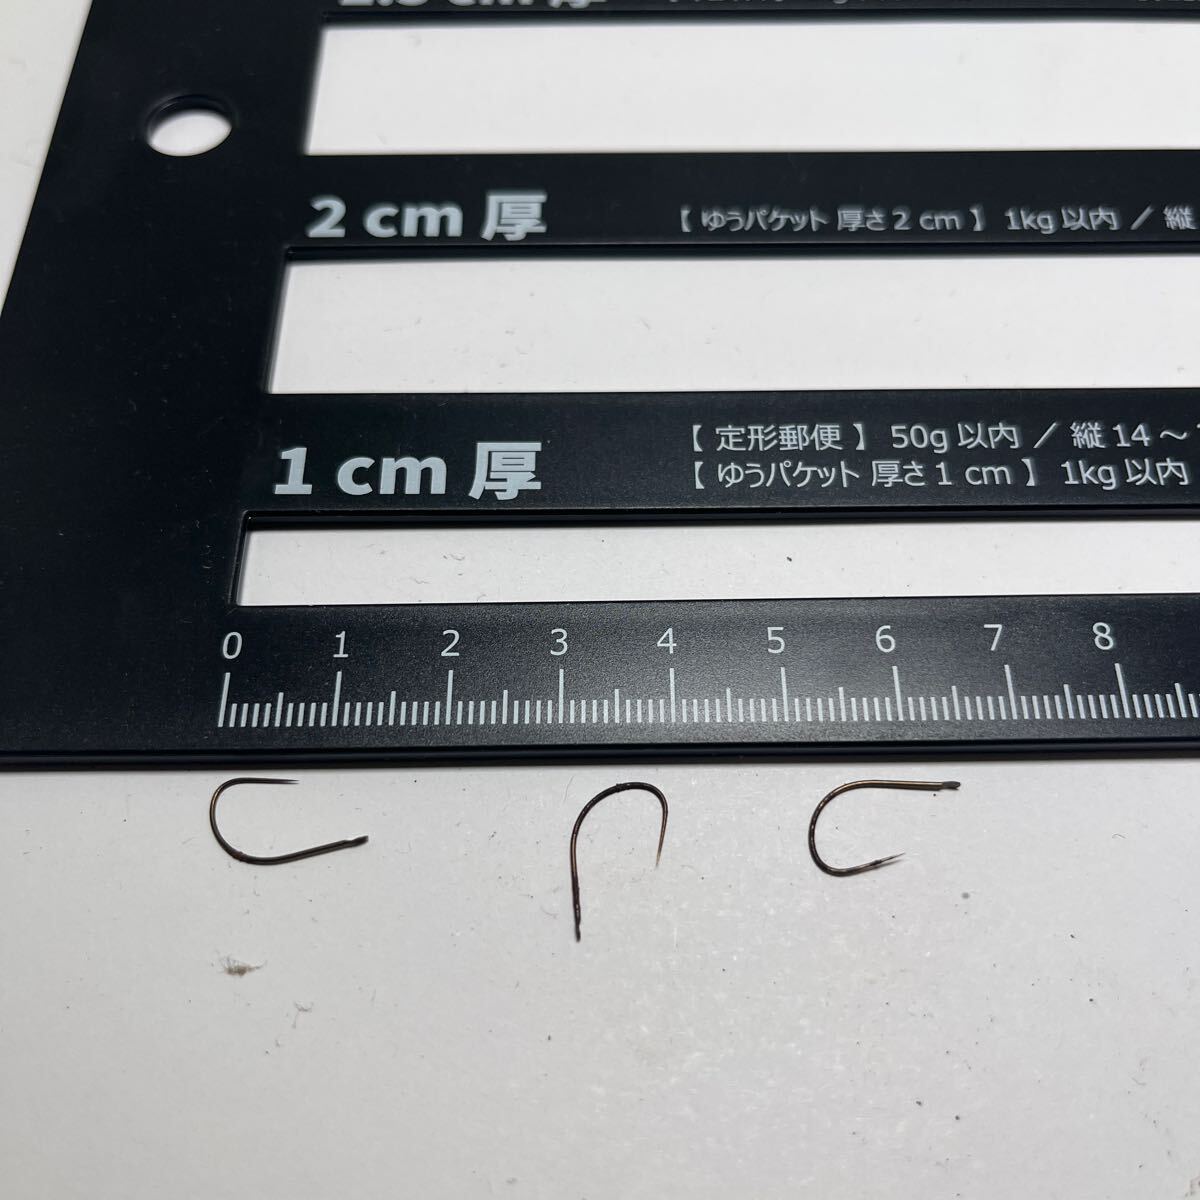 2 cm 厚
【 ゆうパケット 厚さ 2 cm 】 1kg 以内 ／ 縦
1 cm 厚
【 定形郵便 】 50g 以内 ／ 縦 14 ～
【 ゆうパケット 厚さ 1 cm 】 1kg 以内
0 1 2 3 4 5 6 7 8